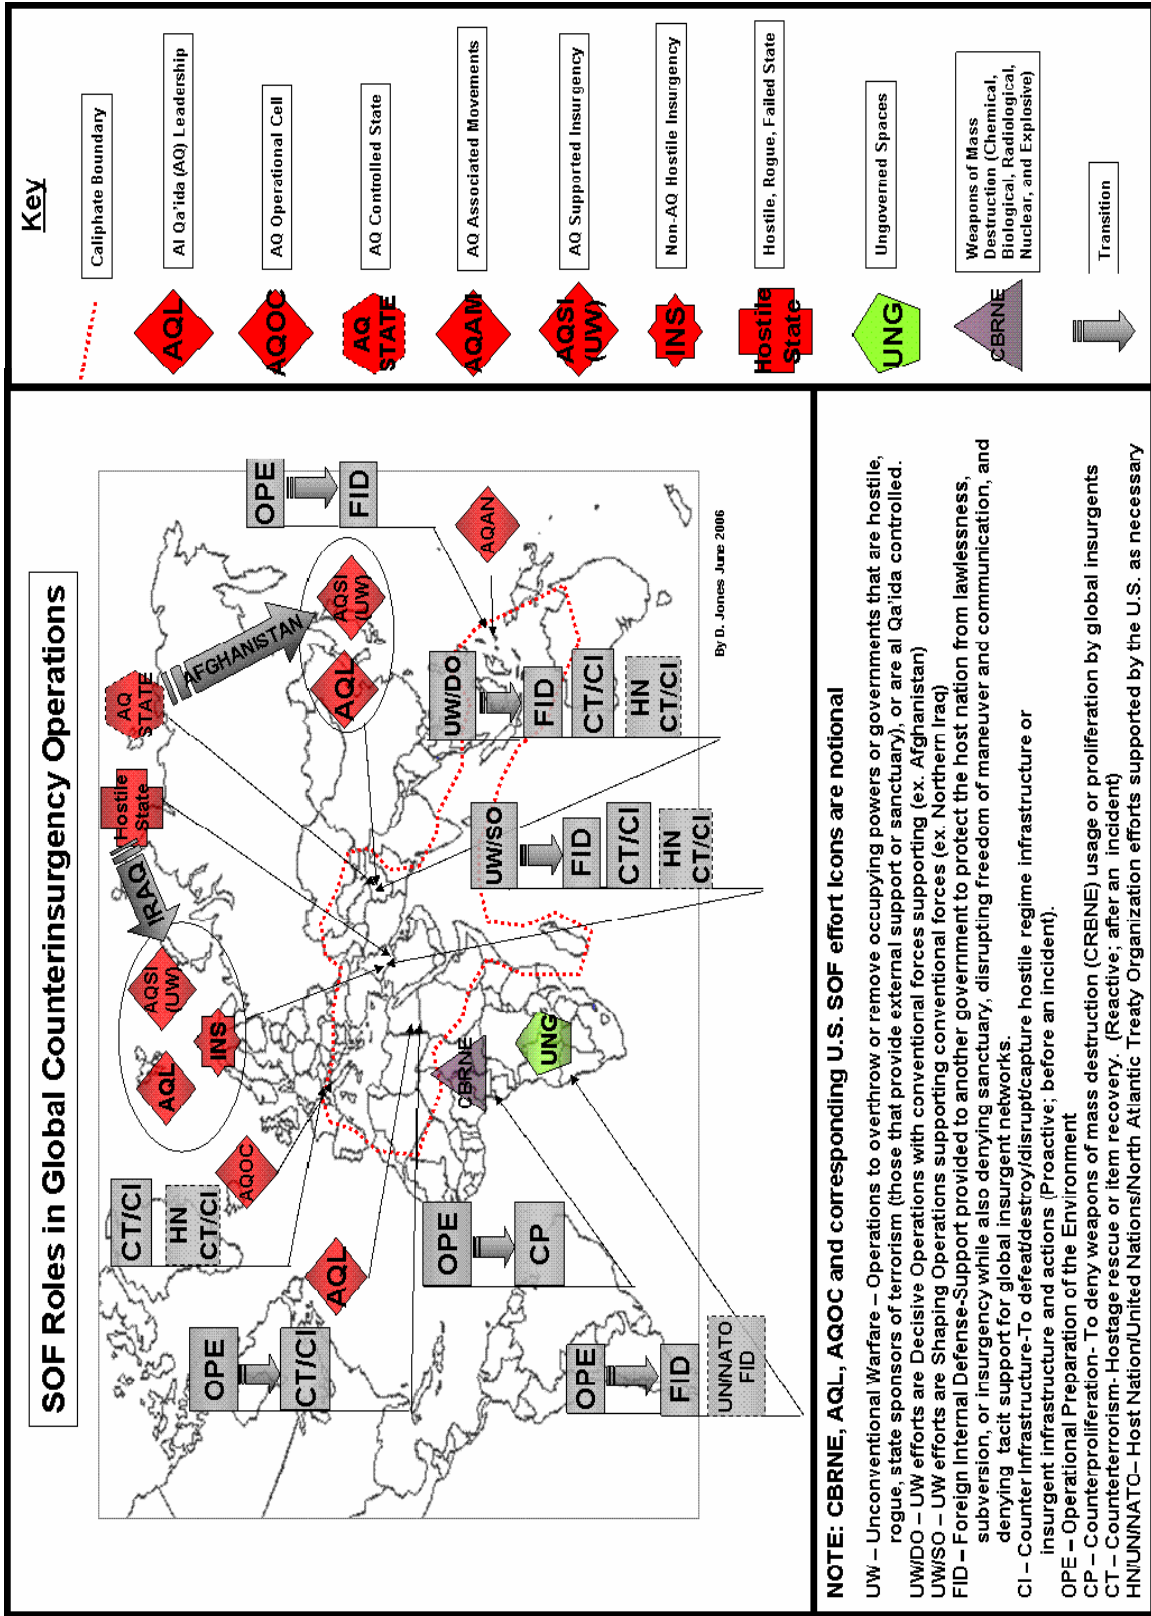 SOF Roles in Global Counterinsurgency Operations
CT/CI
HN
CT/CI
AQOC
AQL
INS
AQSI
(UW)
IRAQ
Hostile
State
AQ
STATE
AFGHANISTAN
AQL
AQSI
(UW)
OPE
FID
AQAN
OPE
CT/CI
AQL
OPE
CP
CBRNE
UNG
UW/SO
FID
CT/CI
HN
CT/CI
UW/DO
FID
CT/CI
HN
CT/CI
OPE
FID
UN/NATO
FID
By D. Jones June 2006
Key
Caliphate Boundary
AQL
Al Qa'ida (AQ) Leadership
AQOC
AQ Operational Cell
AQ
STATE
AQ Controlled State
AQAM
AQ Associated Movements
AQSI
(UW)
AQ Supported Insurgency
INS
Non-AQ Hostile Insurgency
Hostile
State
Hostile, Rogue, Failed State
UNG
Ungoverned Spaces
CBRNE
Weapons of Mass
Destruction (Chemical,
Biological, Radiological,
Nuclear, and Explosive)
Transition
NOTE: CBRNE, AQL, AQOC and corresponding U.S. SOF effort Icons are notional
UW – Unconventional Warfare – Operations to overthrow or remove occupying powers or governments that are hostile,
rogue, state sponsors of terrorism (those that provide external support or sanctuary), or are al Qa'ida controlled.
UW/DO – UW efforts are Decisive Operations with conventional forces supporting (ex. Afghanistan)
UW/SO – UW efforts are Shaping Operations supporting conventional forces (ex. Northern Iraq)
FID – Foreign Internal Defense-Support provided to another government to protect the host nation from lawlessness,
subversion, or insurgency while also denying sanctuary, disrupting freedom of maneuver and communication, and
denying tacit support for global insurgent networks.
CI – Counter Infrastructure-To defeat/destroy/disrupt/capture hostile regime infrastructure or
insurgent infrastructure and actions (Proactive; before an incident).
OPE – Operational Preparation of the Environment
CP – Counterproliferation- To deny weapons of mass destruction (CRBNE) usage or proliferation by global insurgents
CT – Counterterrorism- Hostage rescue or item recovery. (Reactive; after an incident)
HN/UN/NATO– Host Nation/United Nations/North Atlantic Treaty Organization efforts supported by the U.S. as necessary